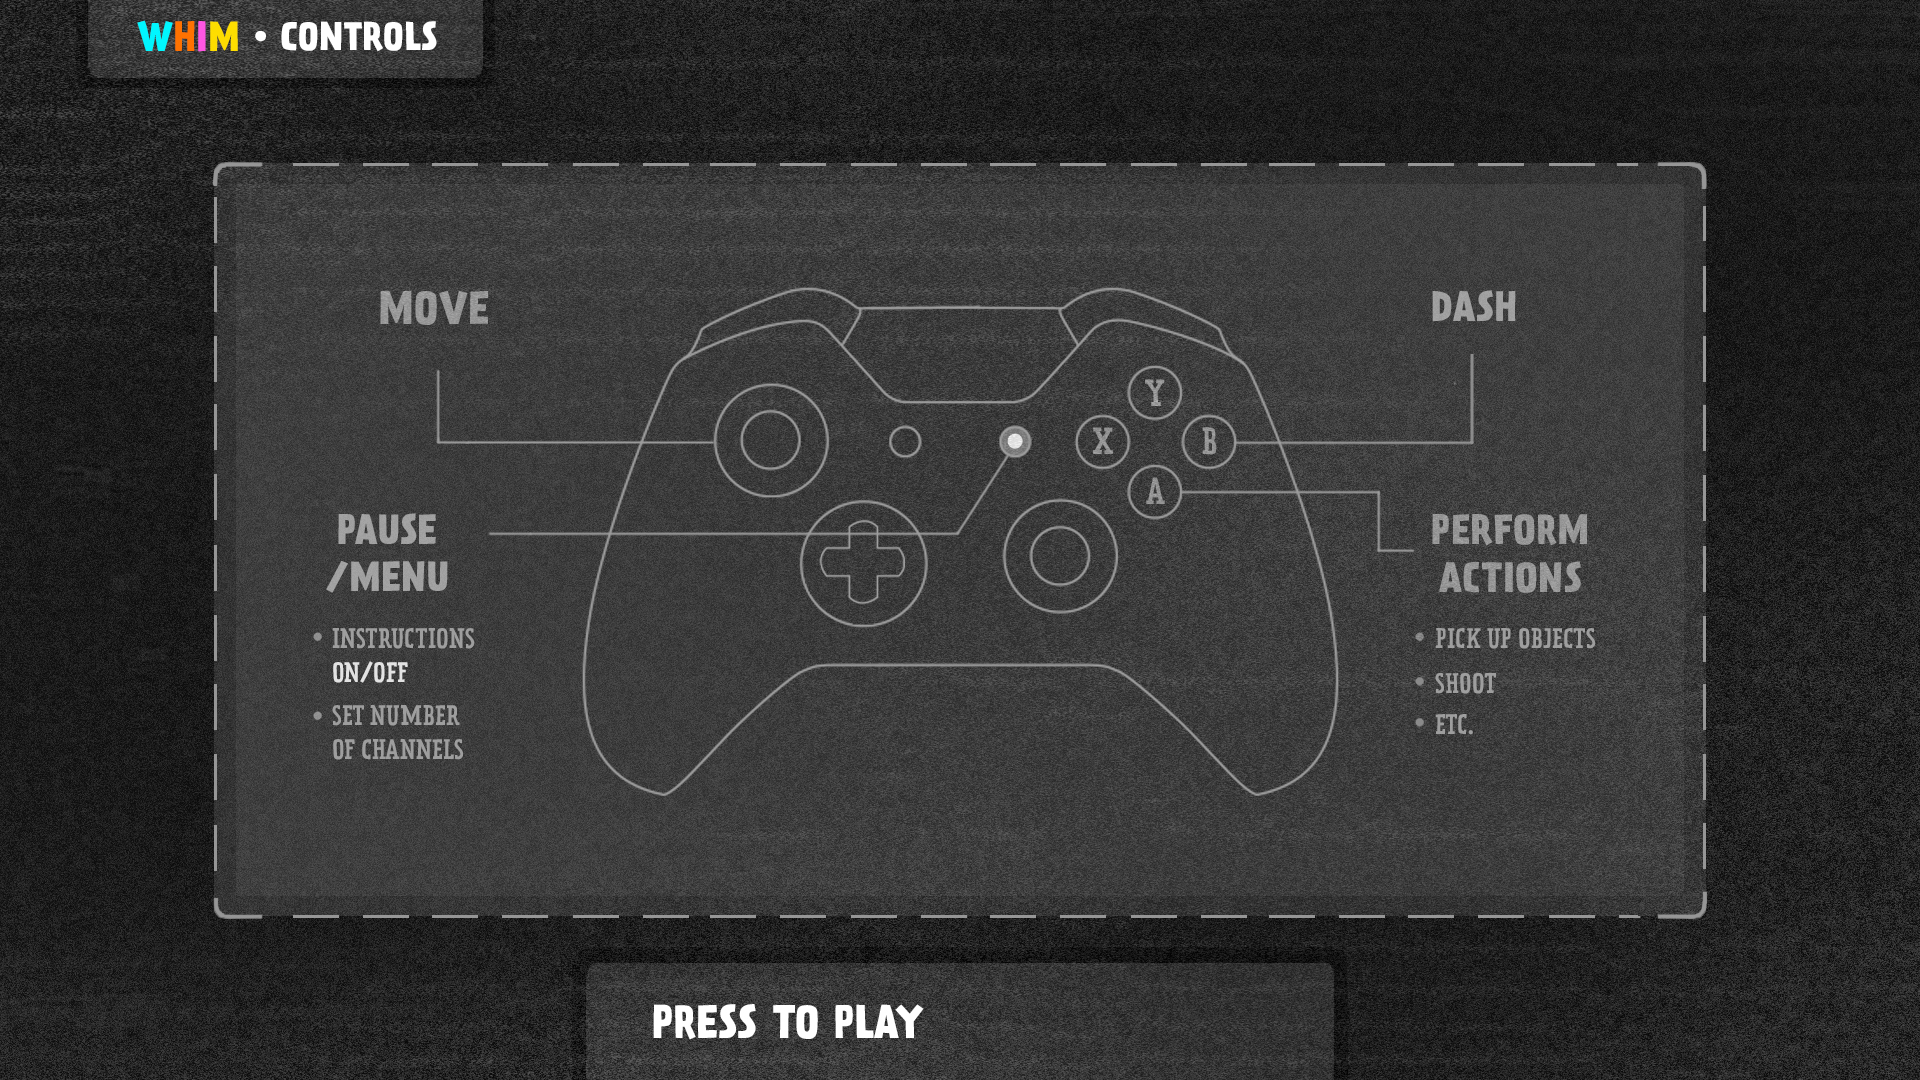 WHIM • CONTROLS
MOVE
DASH
Y
X
B
A
PAUSE
/MENU
• INSTRUCTIONS
ON/OFF
• SET NUMBER
OF CHANNELS
PERFORM
ACTIONS
• PICK UP OBJECTS
• SHOOT
• ETC.
PRESS TO PLAY